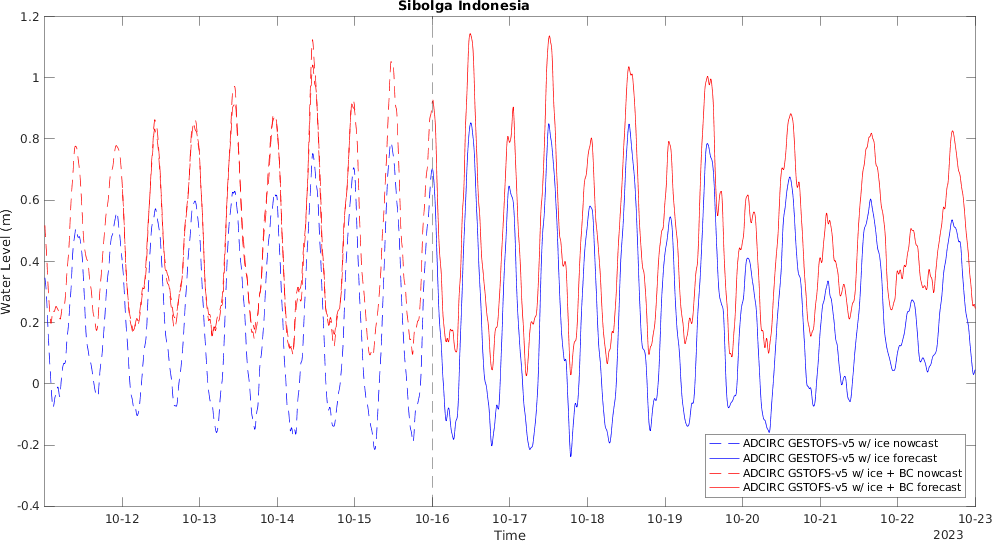 Sibolga Indonesia
1.2
1
0.8
0.6
0.4
0.2
0
-0.2
-0.4
Water Level (m)
10-12 10-13 10-14 10-15 10-16 10-17 10-18 10-19 10-20 10-21 10-22 10-23
Time
2023
ADCIRC GESTOFS-v5 w/ ice nowcast
ADCIRC GESTOFS-v5 w/ ice forecast
ADCIRC GSTOFS-v5 w/ ice + BC nowcast
ADCIRC GSTOFS-v5 w/ ice + BC forecast